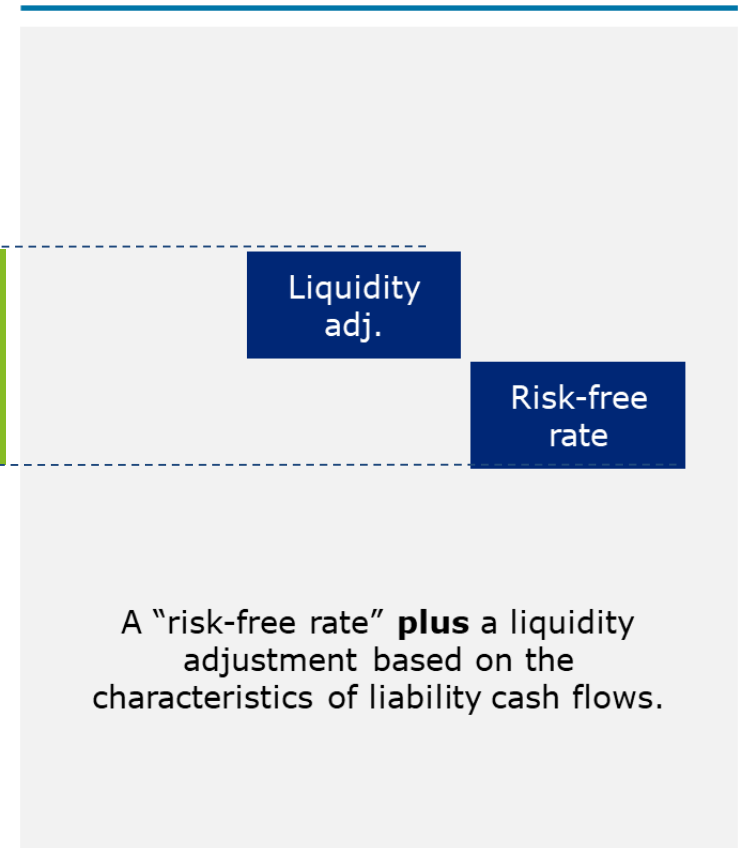 Liquidity
adj.
Risk-free
rate
A “risk-free rate” plus a liquidity
adjustment based on the
characteristics of liability cash flows.